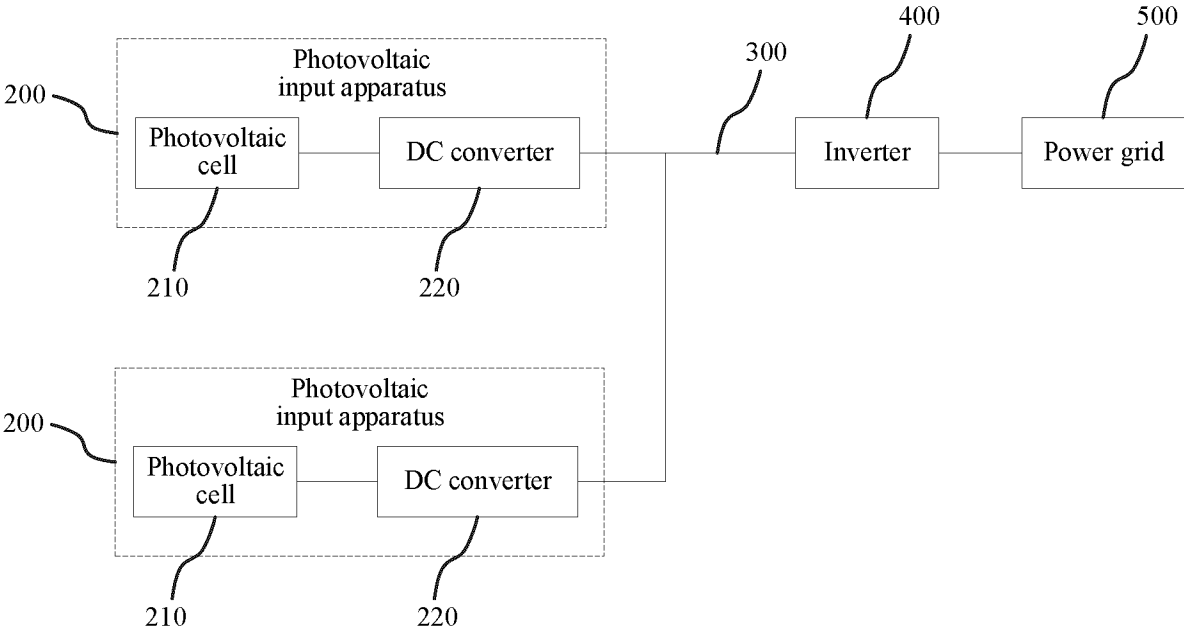 400
500
300
Photovoltaic
input apparatus
200
Photovoltaic
cell
DC converter
Inverter
Power grid
210
220
Photovoltaic
input apparatus
200
Photovoltaic
cell
DC converter
210
220